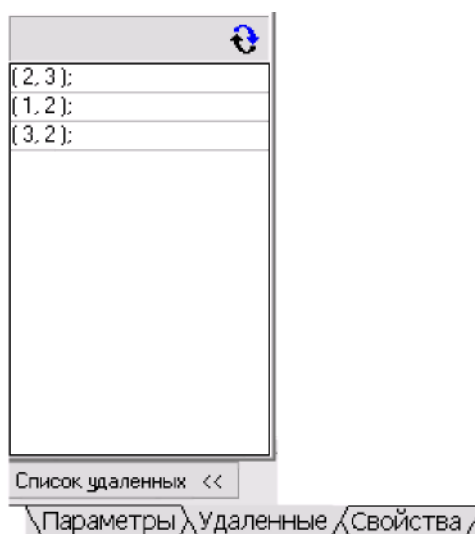 ( 2, 3 );
( 1, 2 );
( 3, 2 );
Список удаленных <<
Параметры Удаленные Свойства